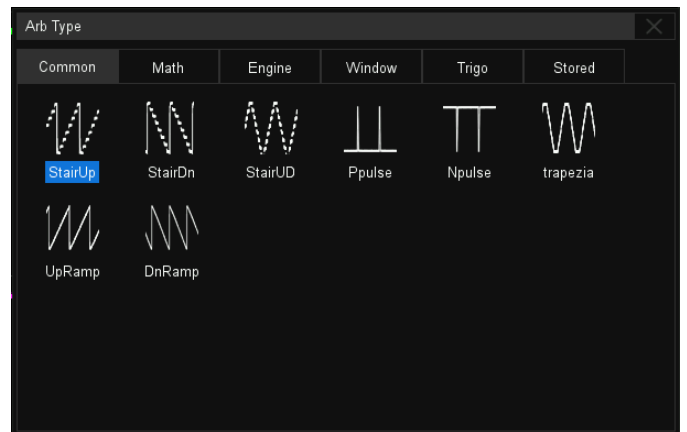 Arb Type
Common Math Engine Window Trigo Stored
StairUp StairDn StairUD Ppulse Npulse trapezia
UpRamp DnRamp